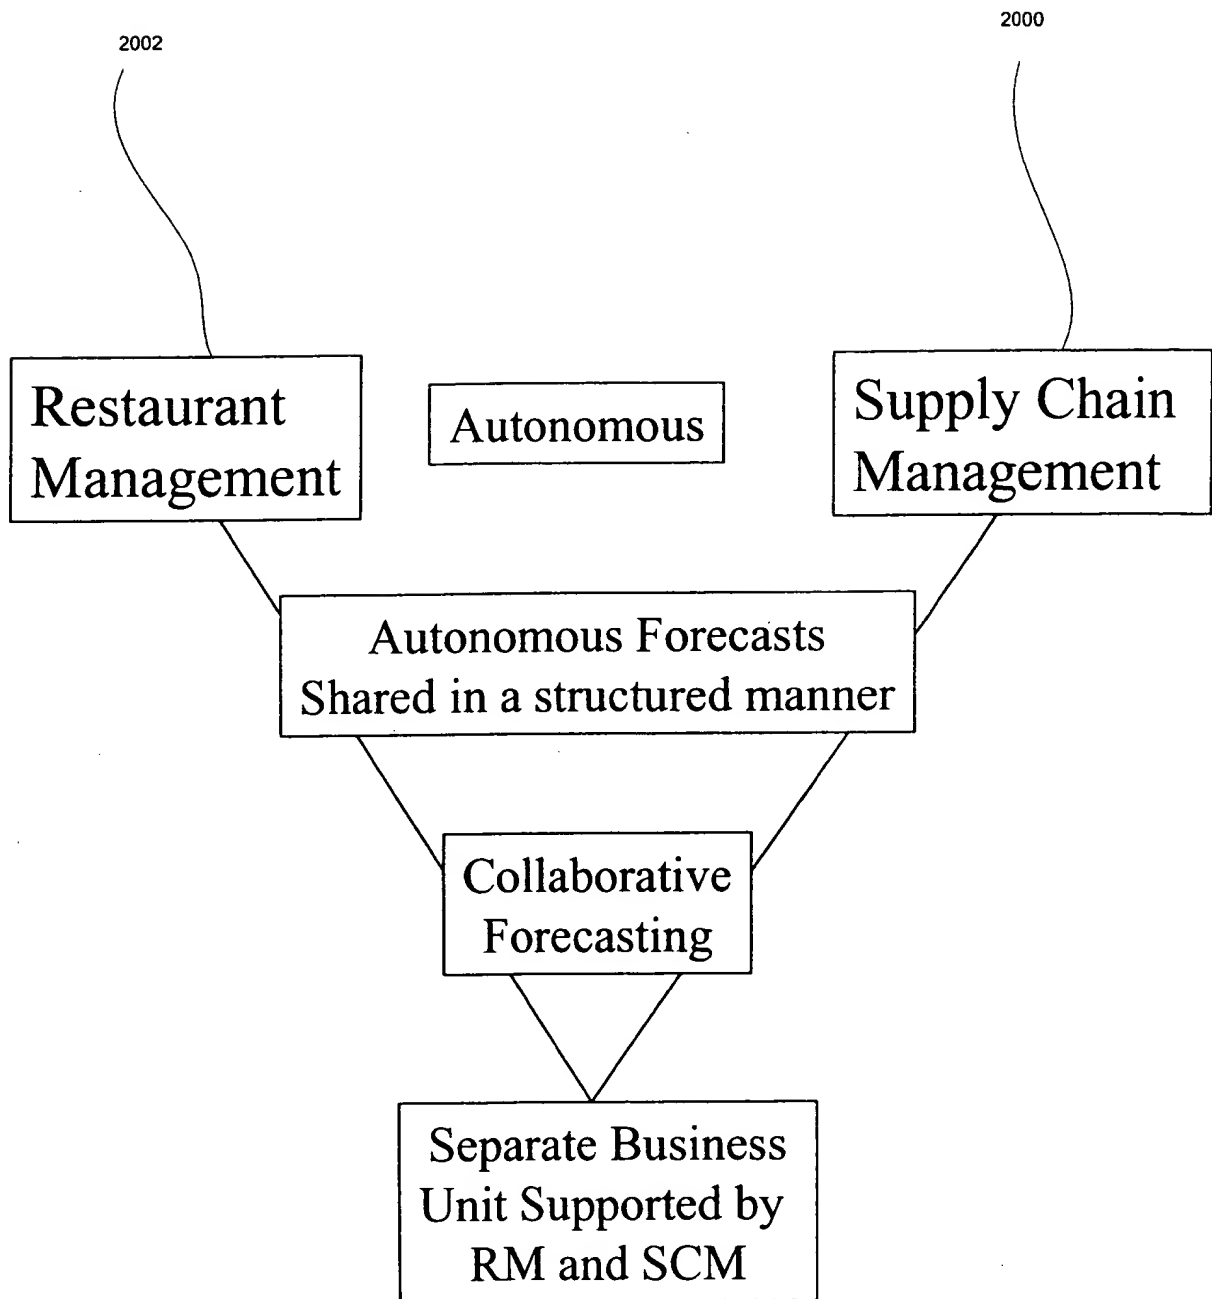 2002
2000
Restaurant
Management
Autonomous
Supply Chain
Management
Autonomous Forecasts
Shared in a structured manner
Collaborative
Forecasting
Separate Business
Unit Supported by
RM and SCM